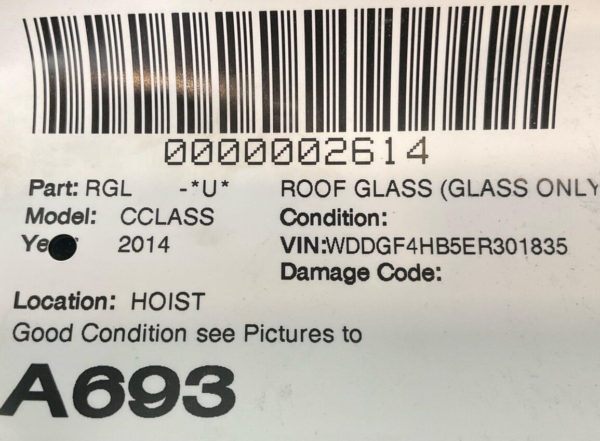 0000002614
Part: RGL -*U* ROOF GLASS (GLASS ONLY
Model: CCLASS Condition:
Year: 2014 VIN:WDDGF4HB5ER301835
Damage Code:
Location: HOIST
Good Condition see Pictures to
A693